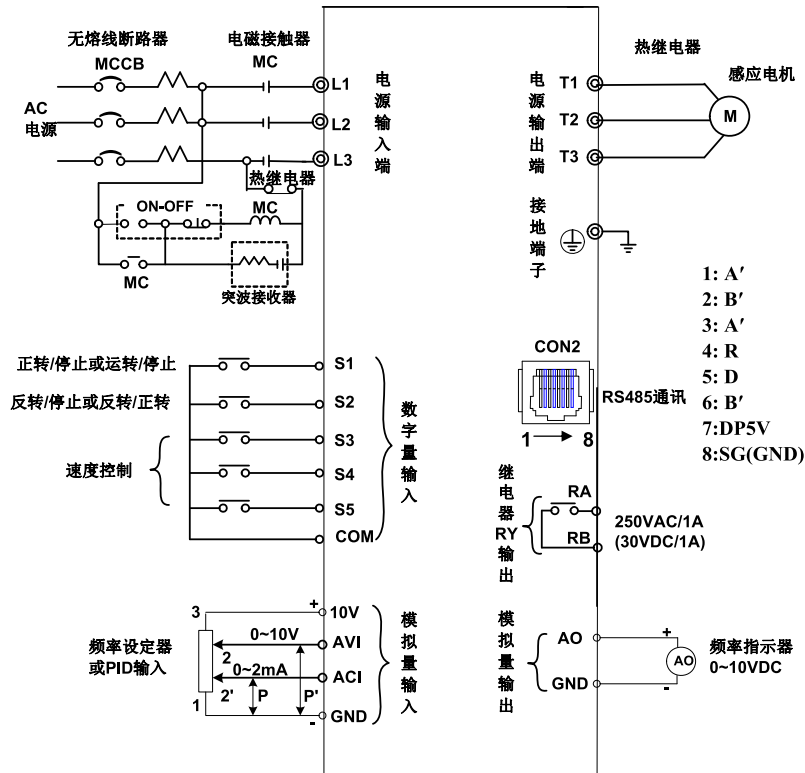 无熔线断路器
MCCB
电磁接触器
MC
AC
电源
L1
L2
L3
电源输入端
热继电器
ON-OFF
MC
MC
突波接收器
电源输出端
T1
T2
T3
热继电器
感应电机
M
接地端子
正转/停止或运转/停止
反转/停止或反转/正转
速度控制
S1
S2
S3
S4
S5
COM
数字量输入
CON2
1
8
RS485通讯
1: A′
2: B′
3: A′
4: R
5: D
6: B′
7:DP5V
8:SG(GND)
继电器RY输出
RA
RB
250VAC/1A
(30VDC/1A)
频率设定器
或PID输入
3
2
2'
1
0~10V
0~2mA
P
P'
+
10V
AVI
ACI
GND
-
模拟量输入
模拟量输出
AO
GND
+
AO
-
频率指示器
0~10VDC